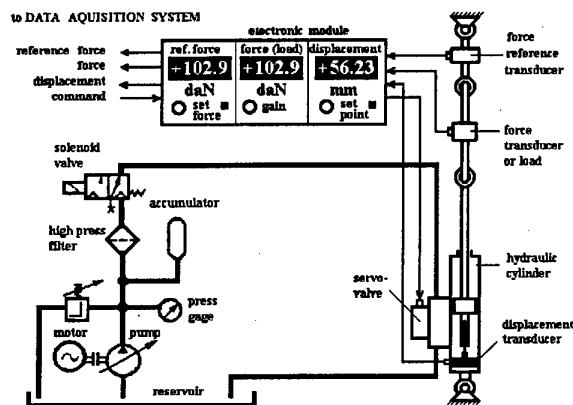 to DATA AQUISITION SYSTEM
electronic module
reference force
force
displacement
command
ref. force
force (load)
displacement
+102.9
+102.9
+56.23
daN
daN
mm
set force
gain
set point
force reference transducer
force transducer or load
solenoid valve
accumulator
high press filter
press gage
motor
pump
reservoir
servo-valve
hydraulic cylinder
displacement transducer